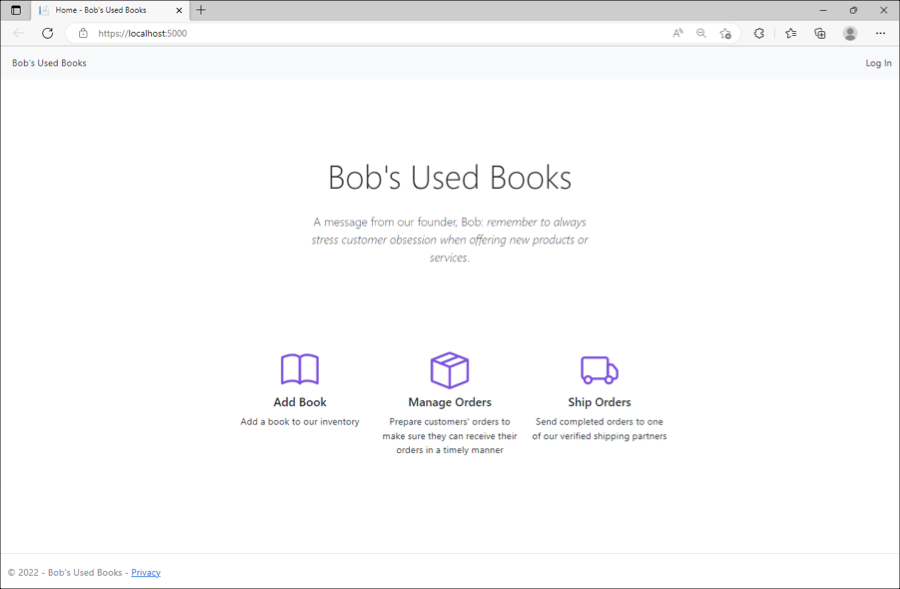 Home - Bob's Used Books
https://localhost:5000
Bob's Used Books
Log In
Bob's Used Books
A message from our founder, Bob: remember to always
stress customer obsession when offering new products or
services.
Add Book
Add a book to our inventory
Manage Orders
Prepare customers' orders to
make sure they can receive their
orders in a timely manner
Ship Orders
Send completed orders to one
of our verified shipping partners
© 2022 - Bob's Used Books - Privacy